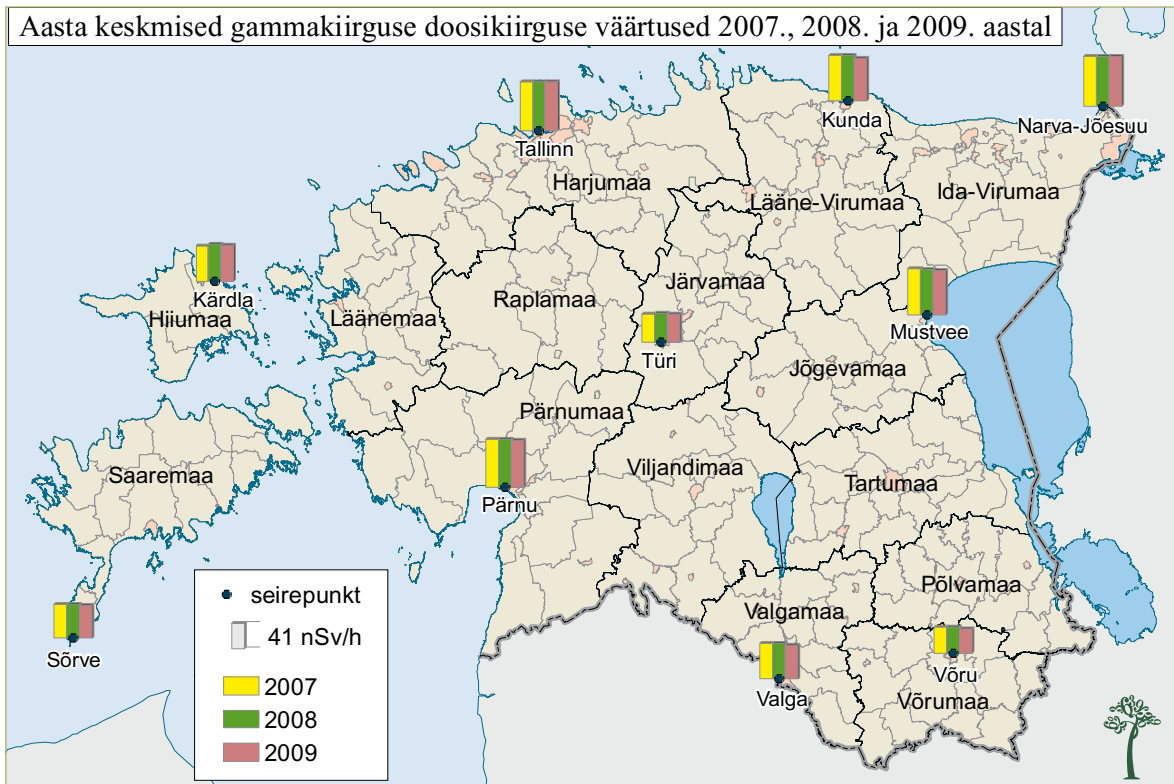 Aasta keskmised gammakiirguse doosikiirguse väärtused 2007., 2008. ja 2009. aastal
Kunda
Narva-Jõesuu
Tallinn
Harjumaa
Lääne-Virumaa
Ida-Virumaa
Kärdla
Hiiumaa
Läänemaa
Raplamaa
Järvamaa
Türi
Mustvee
Jõgevamaa
Pärnumaa
Saaremaa
Pärnu
Viljandimaa
Tartumaa
Põlvamaa
Valgamaa
Sõrve
Valga
Võru
Võrumaa
seirepunkt
41 nSv/h
2007
2008
2009